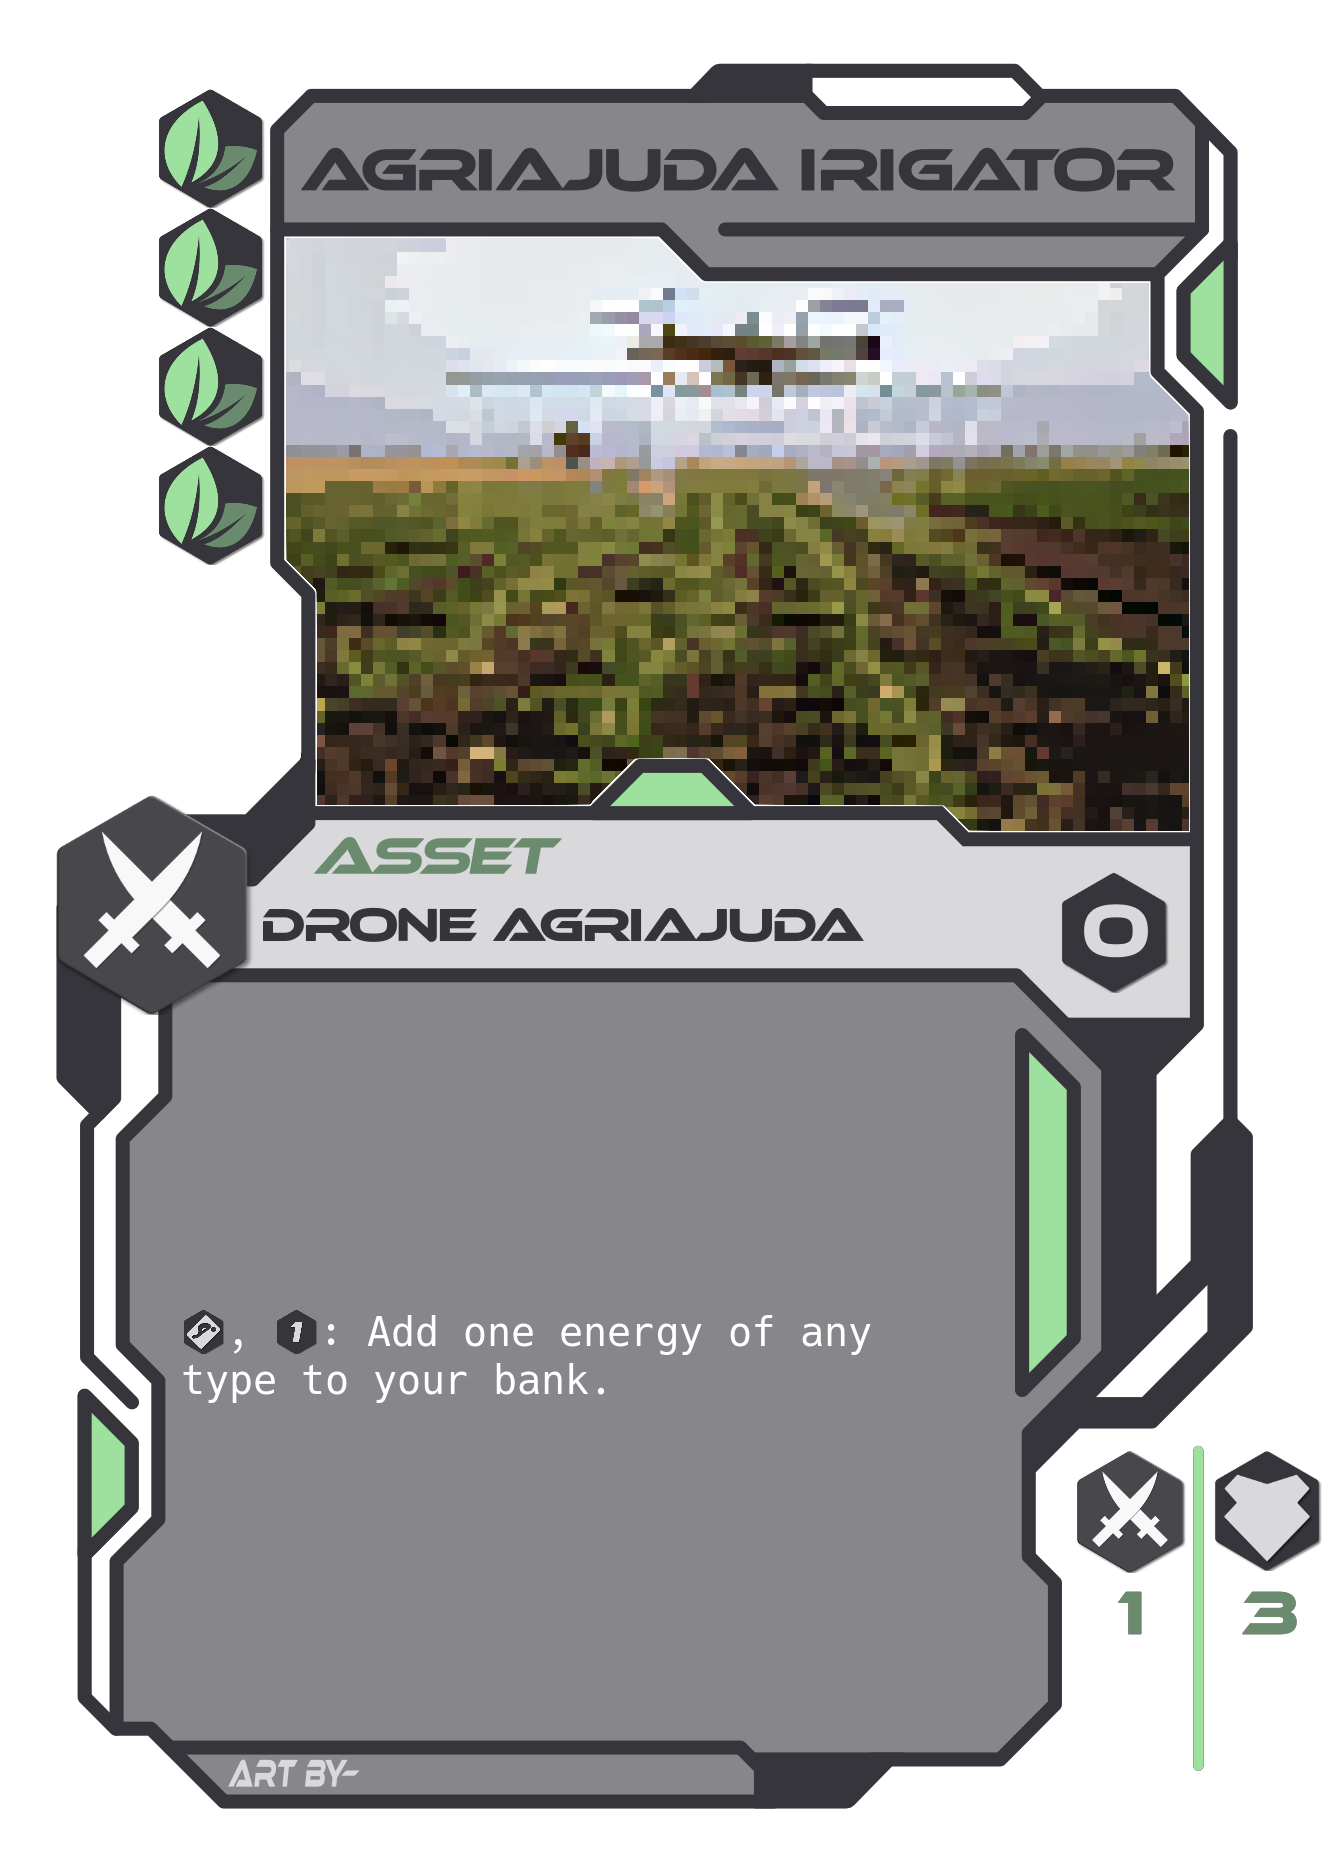 AGRIAJUDA IRIGATOR
ASSET
DRONE AGRIAJUDA
0
, 1: Add one energy of any
type to your bank.
1 3
ART BY-